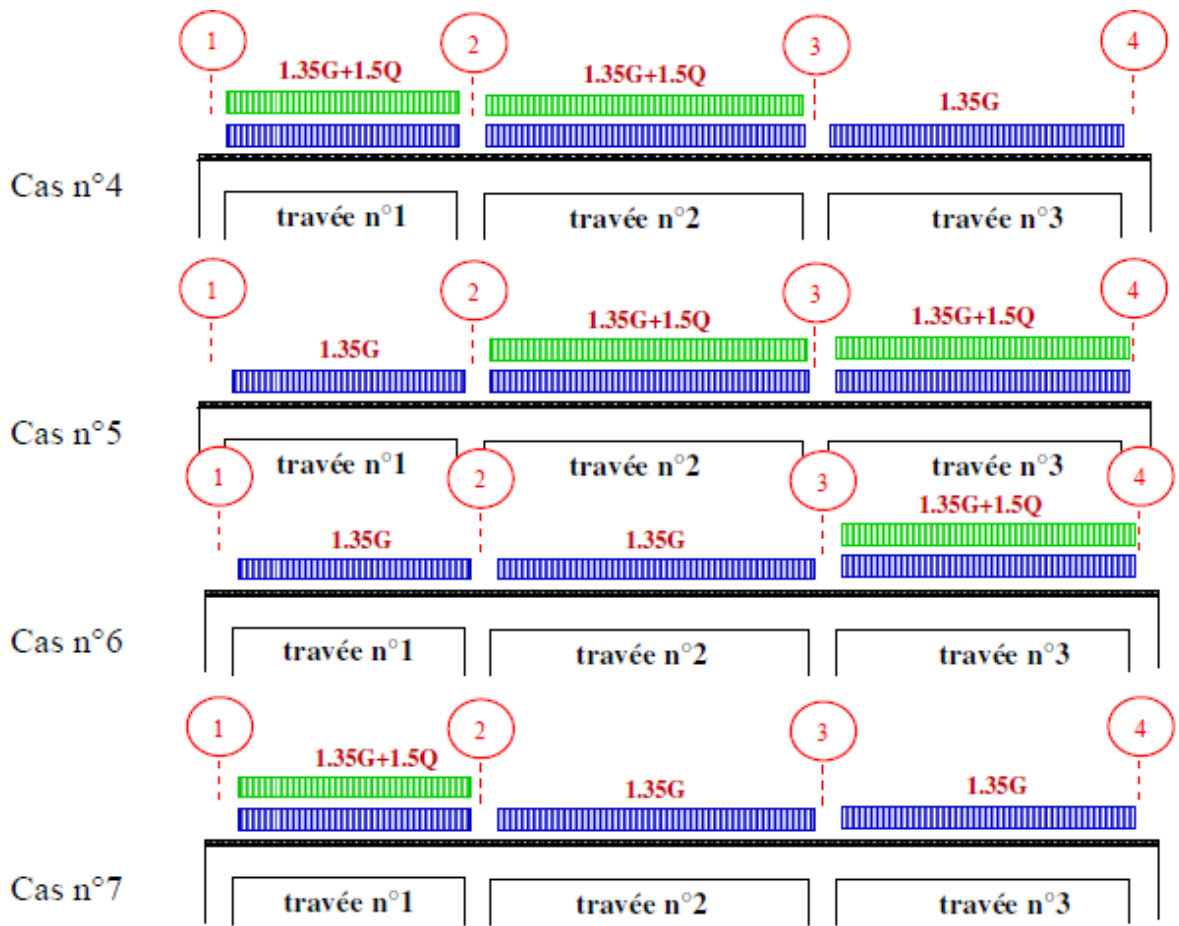 1 2 3 4
1.35G+1.5Q 1.35G+1.5Q 1.35G
Cas n°4
travée n°1 travée n°2 travée n°3
1 2 3 4
1.35G 1.35G+1.5Q 1.35G+1.5Q
Cas n°5
travée n°1 travée n°2 travée n°3
1 2 3 4
1.35G 1.35G 1.35G+1.5Q
Cas n°6
travée n°1 travée n°2 travée n°3
1 2 3 4
1.35G+1.5Q 1.35G 1.35G
Cas n°7
travée n°1 travée n°2 travée n°3